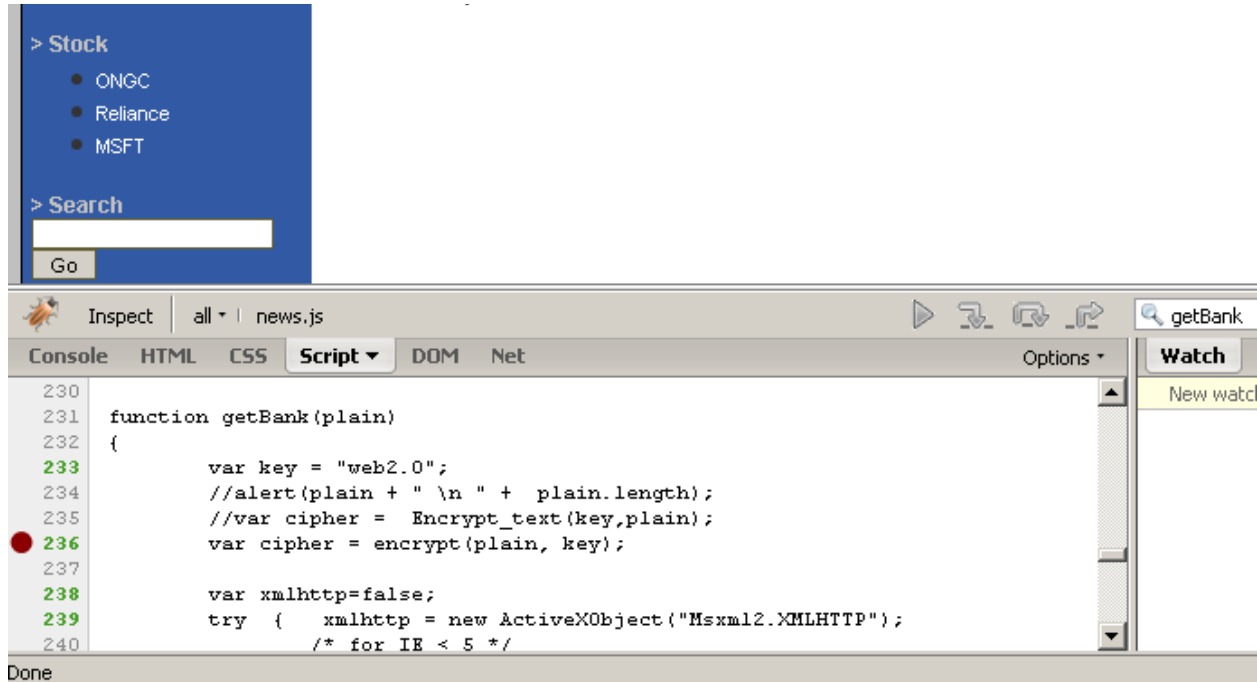 > Stock
ONGC
Reliance
MSFT
> Search
Go
Inspect all news.js getBank
Console HTML CSS Script DOM Net Options Watch
New watch
230
231 function getBank(plain)
232 {
233 var key = "web2.0";
234 //alert(plain + " \n " + plain.length);
235 //var cipher = Encrypt_text(key,plain);
236 var cipher = encrypt(plain, key);
237
238 var xmlhttp=false;
239 try { xmlhttp = new ActiveXObject("Msxml2.XMLHTTP");
240 /* for IE < 5 */
Done